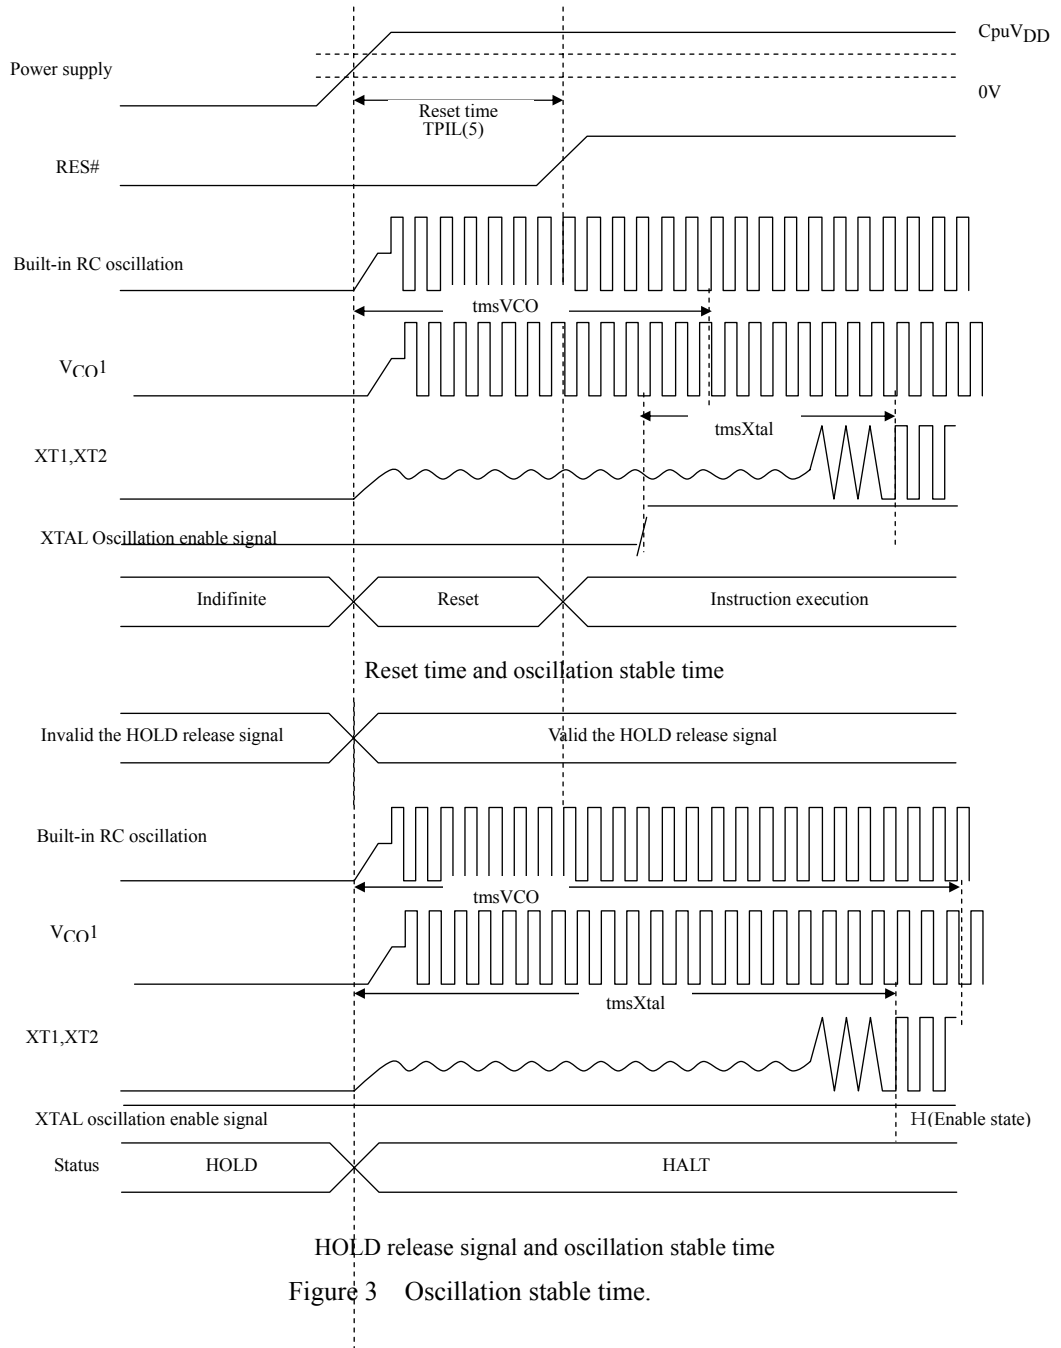 CpuVDD
Power supply
0V
Reset time
TPIL(5)
RES#
Built-in RC oscillation
tmsVCO
VCO1
tmsXtal
XT1,XT2
XTAL Oscillation enable signal
Indifinite Reset Instruction execution
Reset time and oscillation stable time
Invalid the HOLD release signal Valid the HOLD release signal
Built-in RC oscillation
tmsVCO
VCO1
tmsXtal
XT1,XT2
XTAL oscillation enable signal H(Enable state)
Status HOLD HALT
HOLD release signal and oscillation stable time
Figure 3 Oscillation stable time.